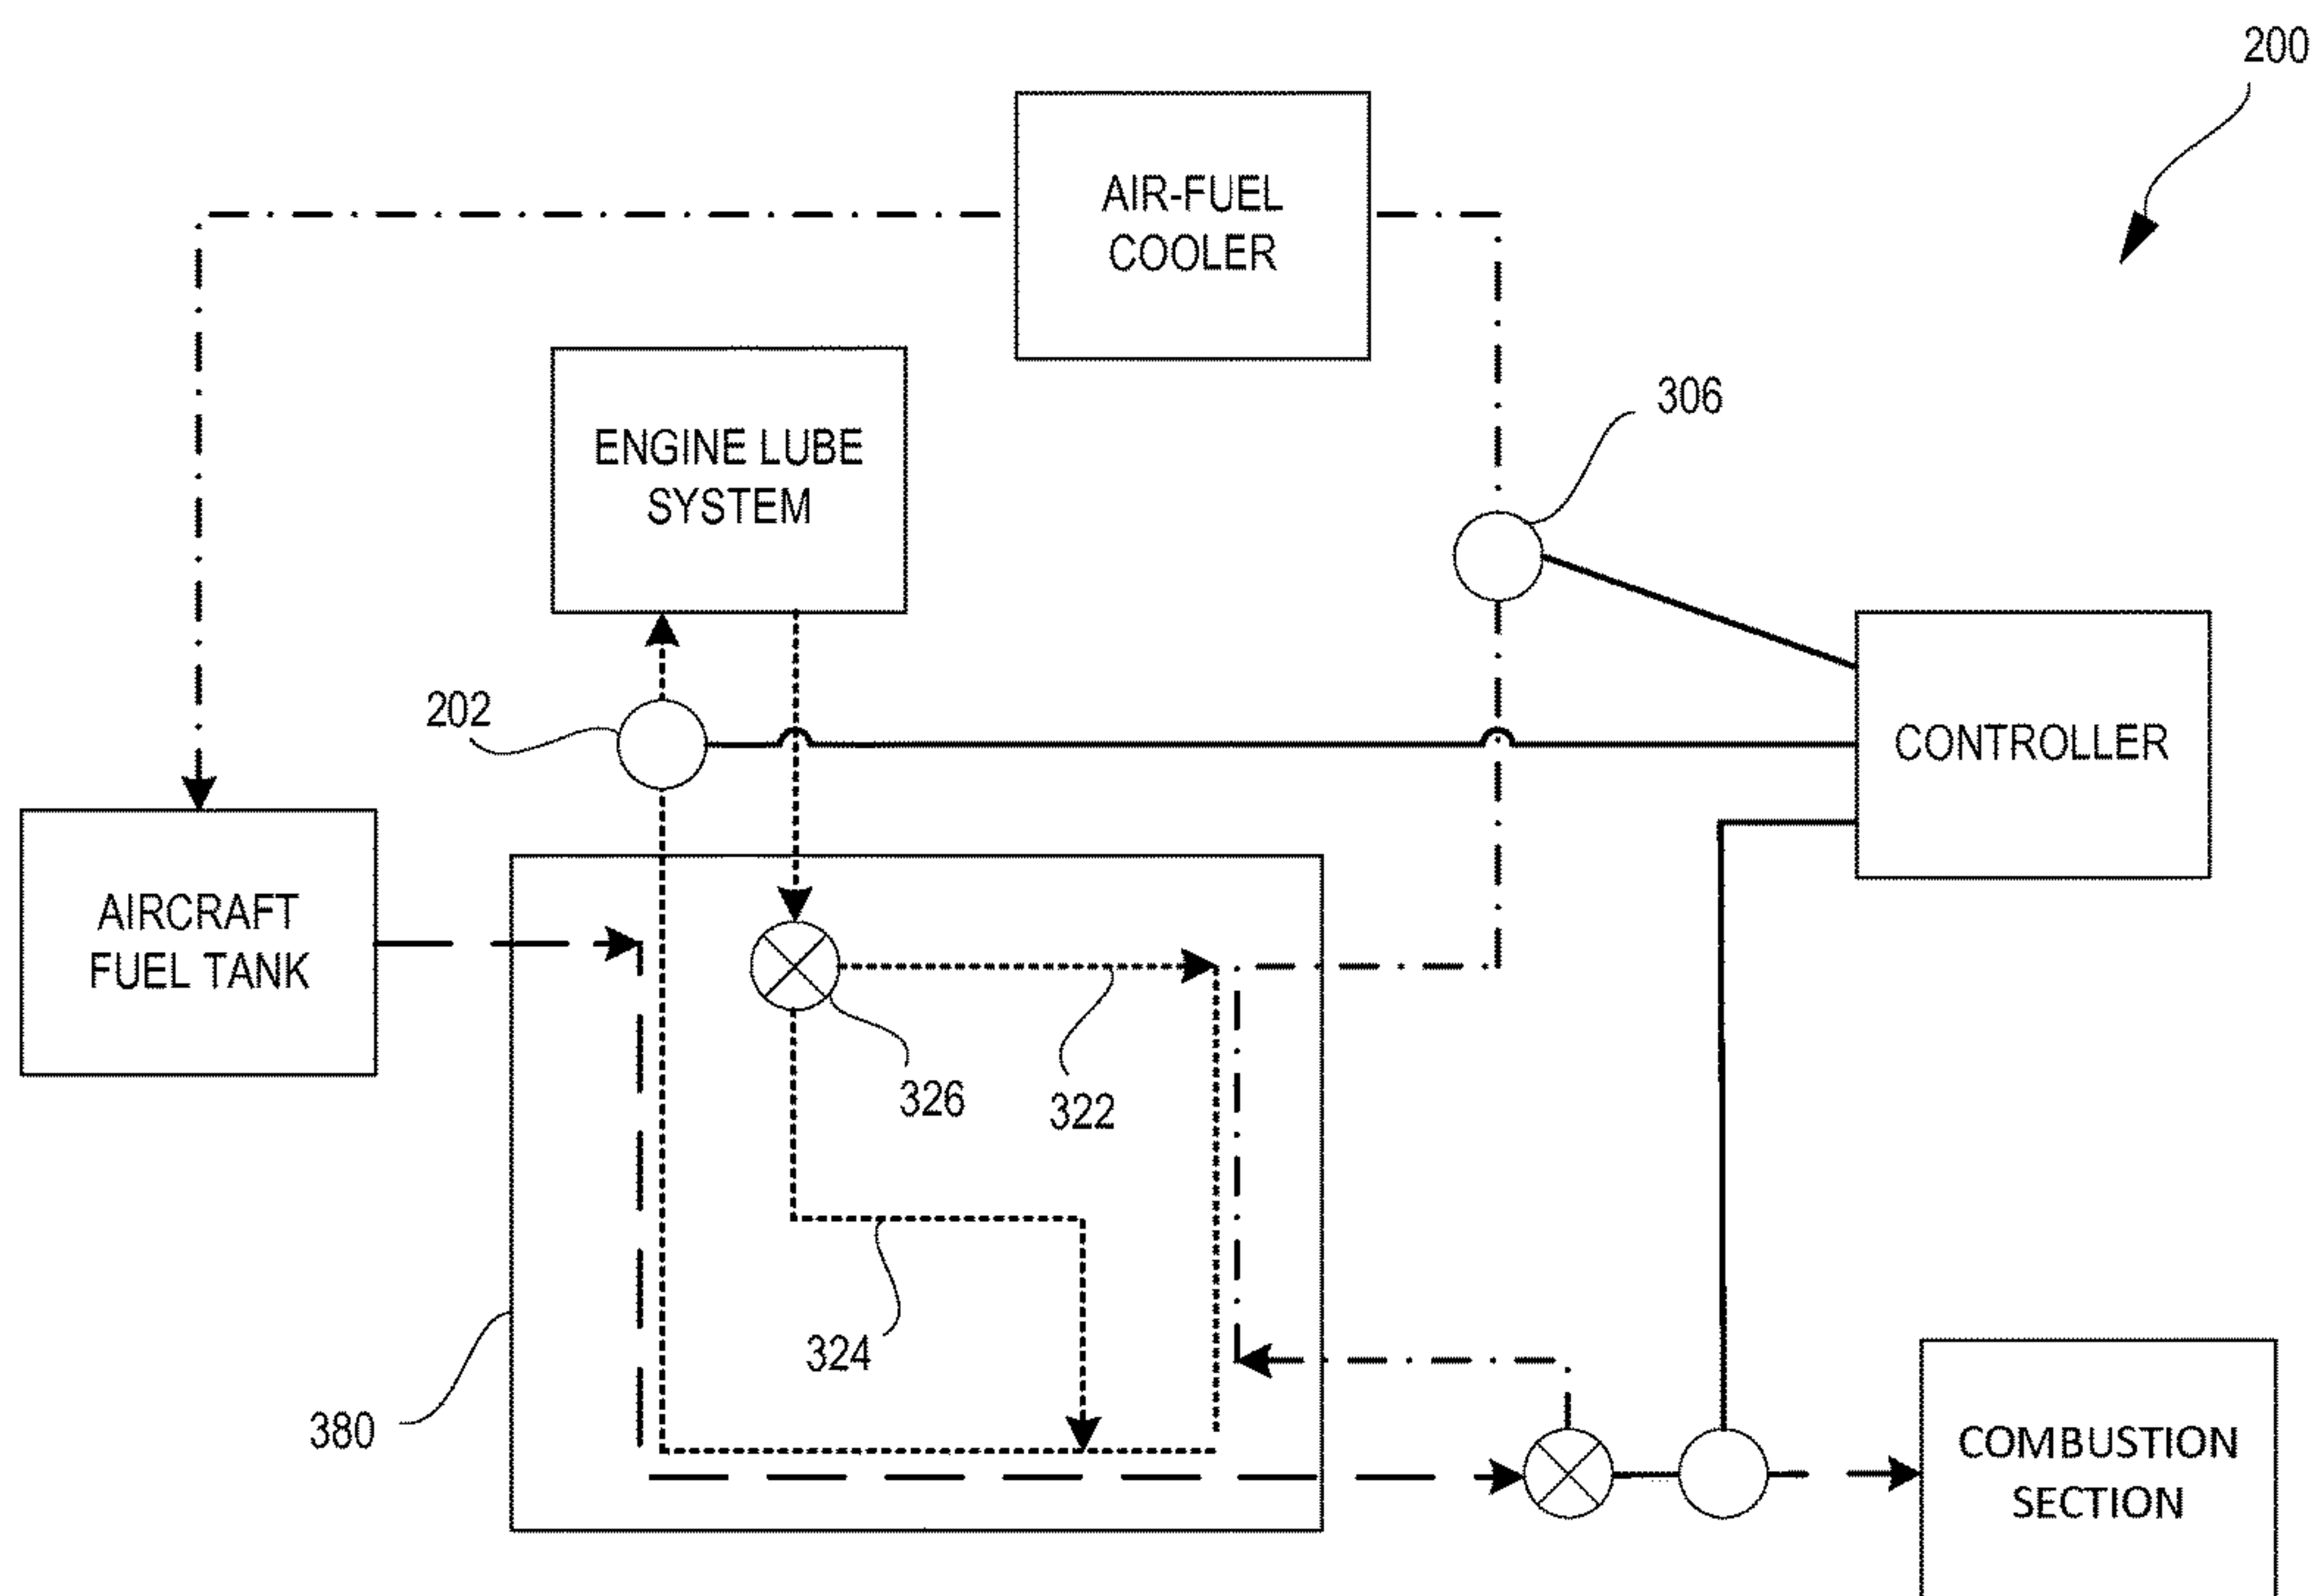 200
AIR-FUEL
COOLER
306
ENGINE LUBE
SYSTEM
202
CONTROLLER
AIRCRAFT
FUEL TANK
326
322
324
380
COMBUSTION
SECTION